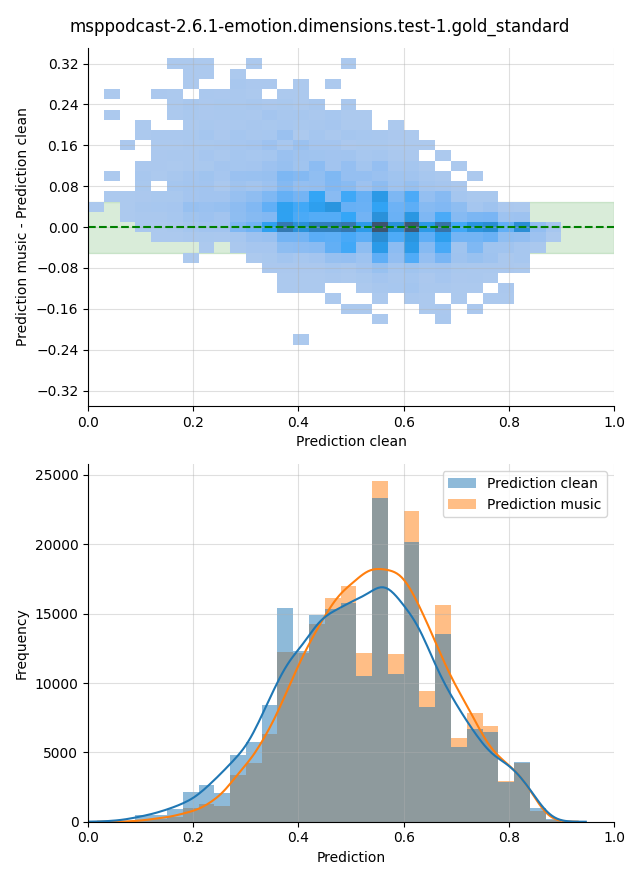 msppodcast-2.6.1-emotion.dimensions.test-1.gold_standard
Prediction music - Prediction clean
0.32
0.24
0.16
0.08
0.00
−0.08
−0.16
−0.24
−0.32
0.0 0.2 0.4 0.6 0.8 1.0
Prediction clean
Frequency
25000
20000
15000
10000
5000
0
Prediction clean
Prediction music
0.0 0.2 0.4 0.6 0.8 1.0
Prediction